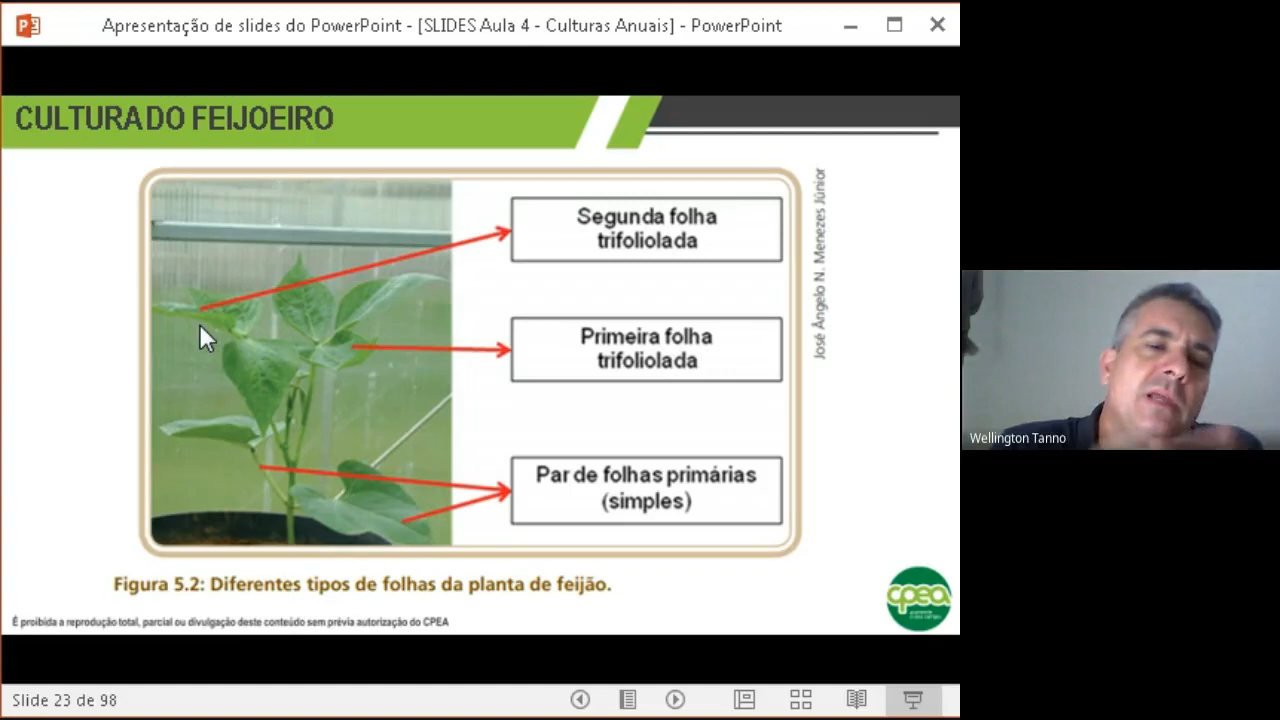 Apresentação de slides do PowerPoint - [SLIDES Aula 4 - Culturas Anuais] - PowerPoint
CULTURA DO FEIJOEIRO
Segunda folha
trifoliolada
Primeira folha
trifoliolada
Par de folhas primárias
(simples)
José Ângelo N. Menezes Júnior
Figura 5.2: Diferentes tipos de folhas da planta de feijão.
cpea
É proibida a reprodução total, parcial ou divulgação deste conteúdo sem prévia autorização do CPEA
Slide 23 de 98
Wellington Tanno